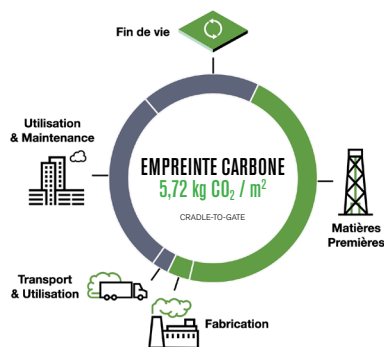 Fin de vie
Utilisation
& Maintenance
EMPREINTE CARBONE
5,72 kg CO₂ / m²
CRADLE-TO-GATE
Matières
Premières
Transport
& Utilisation
Fabrication